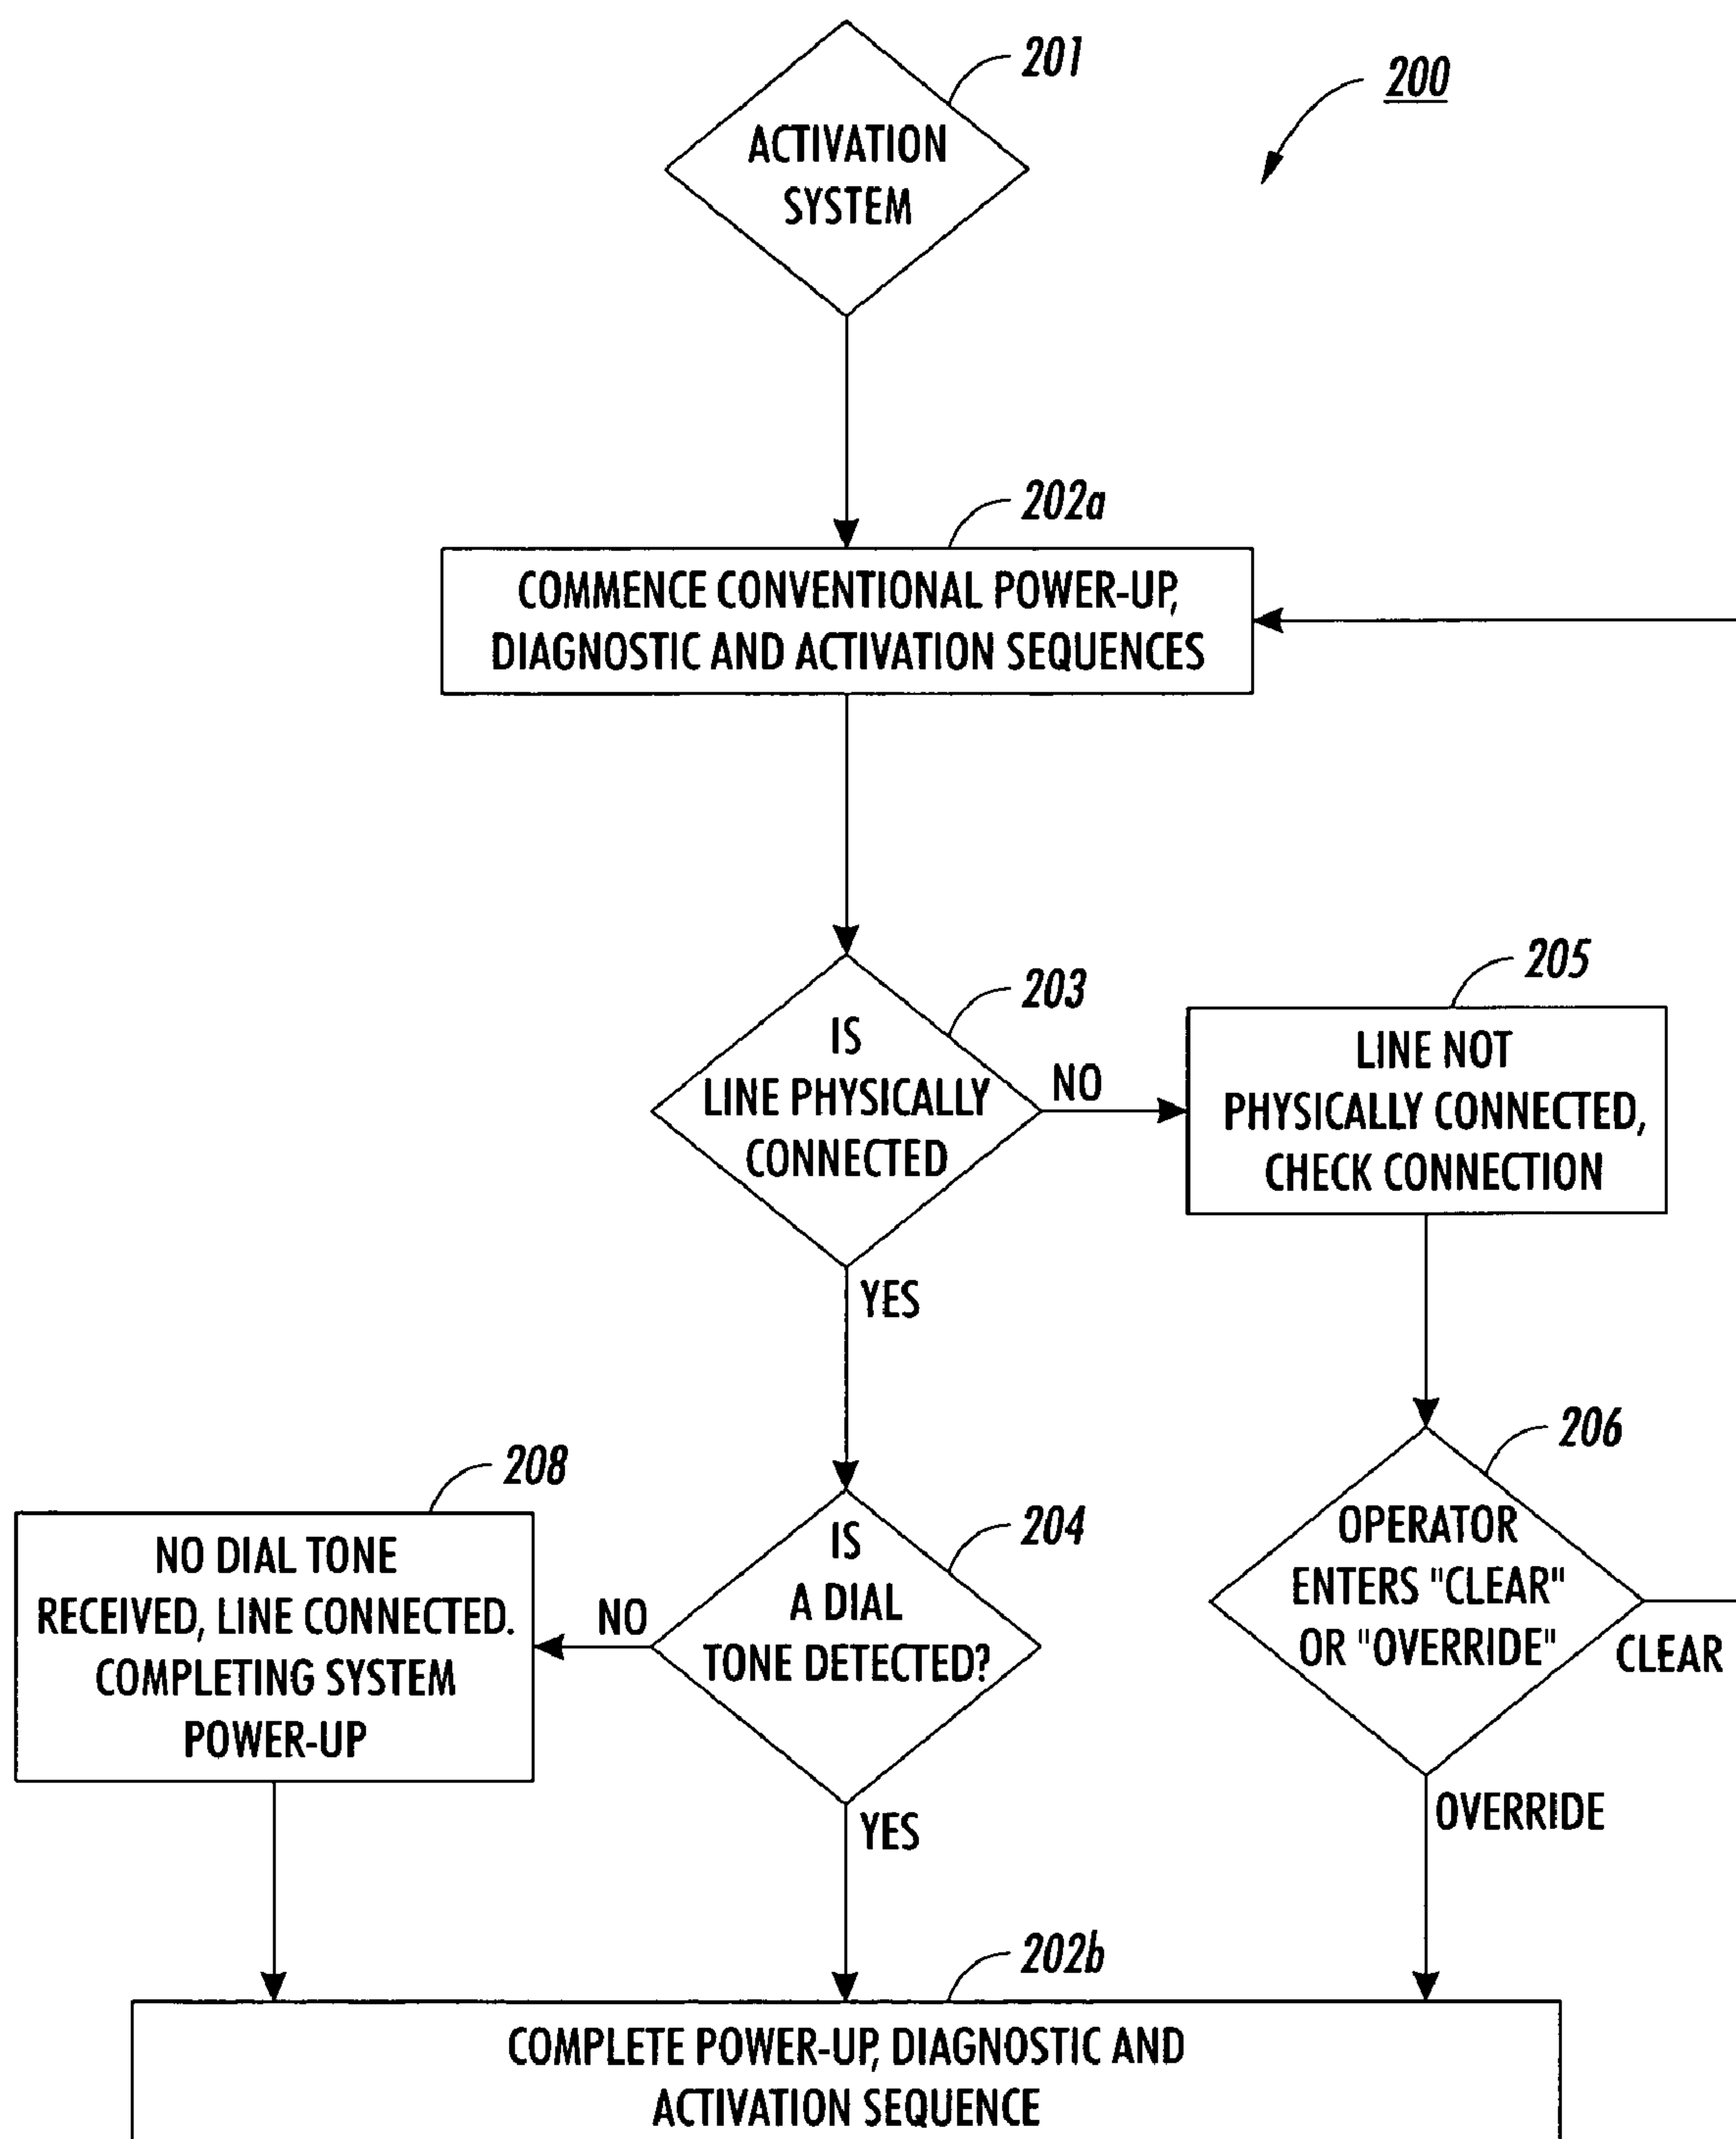 201
200
ACTIVATION
SYSTEM
202a
COMMENCE CONVENTIONAL POWER-UP,
DIAGNOSTIC AND ACTIVATION SEQUENCES
203
IS
LINE PHYSICALLY
CONNECTED
NO
YES
205
LINE NOT
PHYSICALLY CONNECTED,
CHECK CONNECTION
206
OPERATOR
ENTERS "CLEAR"
OR "OVERRIDE"
CLEAR
OVERRIDE
204
IS
A DIAL
TONE DETECTED?
NO
YES
208
NO DIAL TONE
RECEIVED, LINE CONNECTED.
COMPLETING SYSTEM
POWER-UP
202b
COMPLETE POWER-UP, DIAGNOSTIC AND
ACTIVATION SEQUENCE